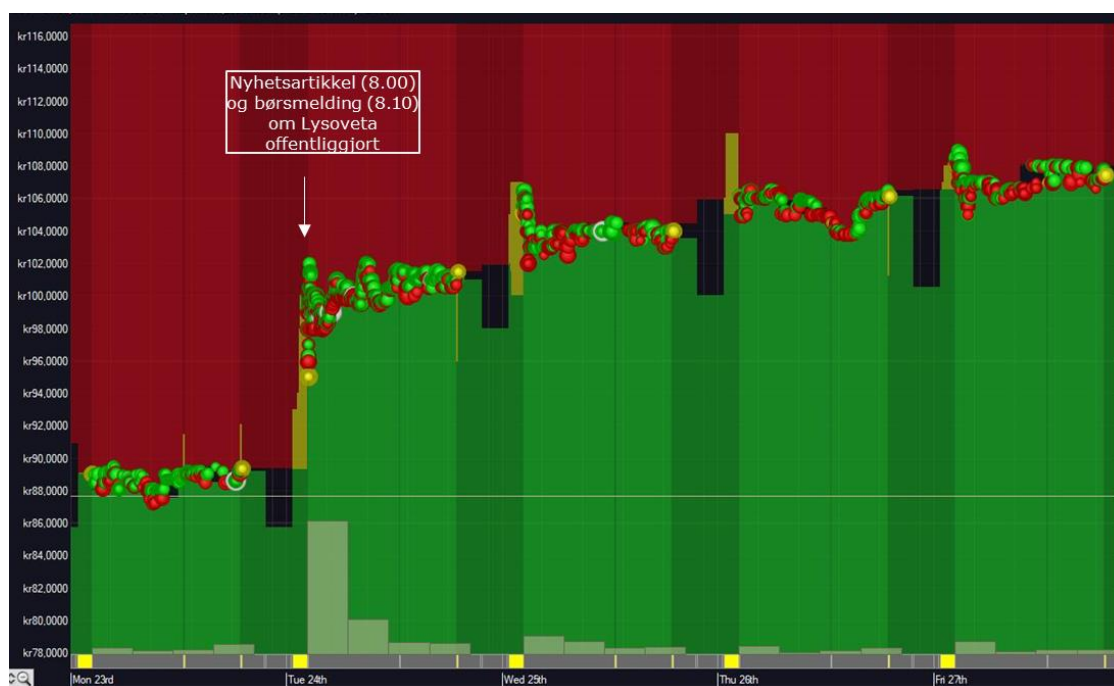 kr116,0000
kr114,0000
kr112,0000
kr110,0000
kr108,0000
kr106,0000
kr104,0000
kr102,0000
kr100,0000
kr98,0000
kr96,0000
kr94,0000
kr92,0000
kr90,0000
kr88,0000
kr86,0000
kr84,0000
kr82,0000
kr80,0000
kr78,0000
Nyhetsartikkel (8.00)
og børsmelding (8.10)
om Lysoveta
offentliggjort
Mon 23rd Tue 24th Wed 25th Thu 26th Fri 27th